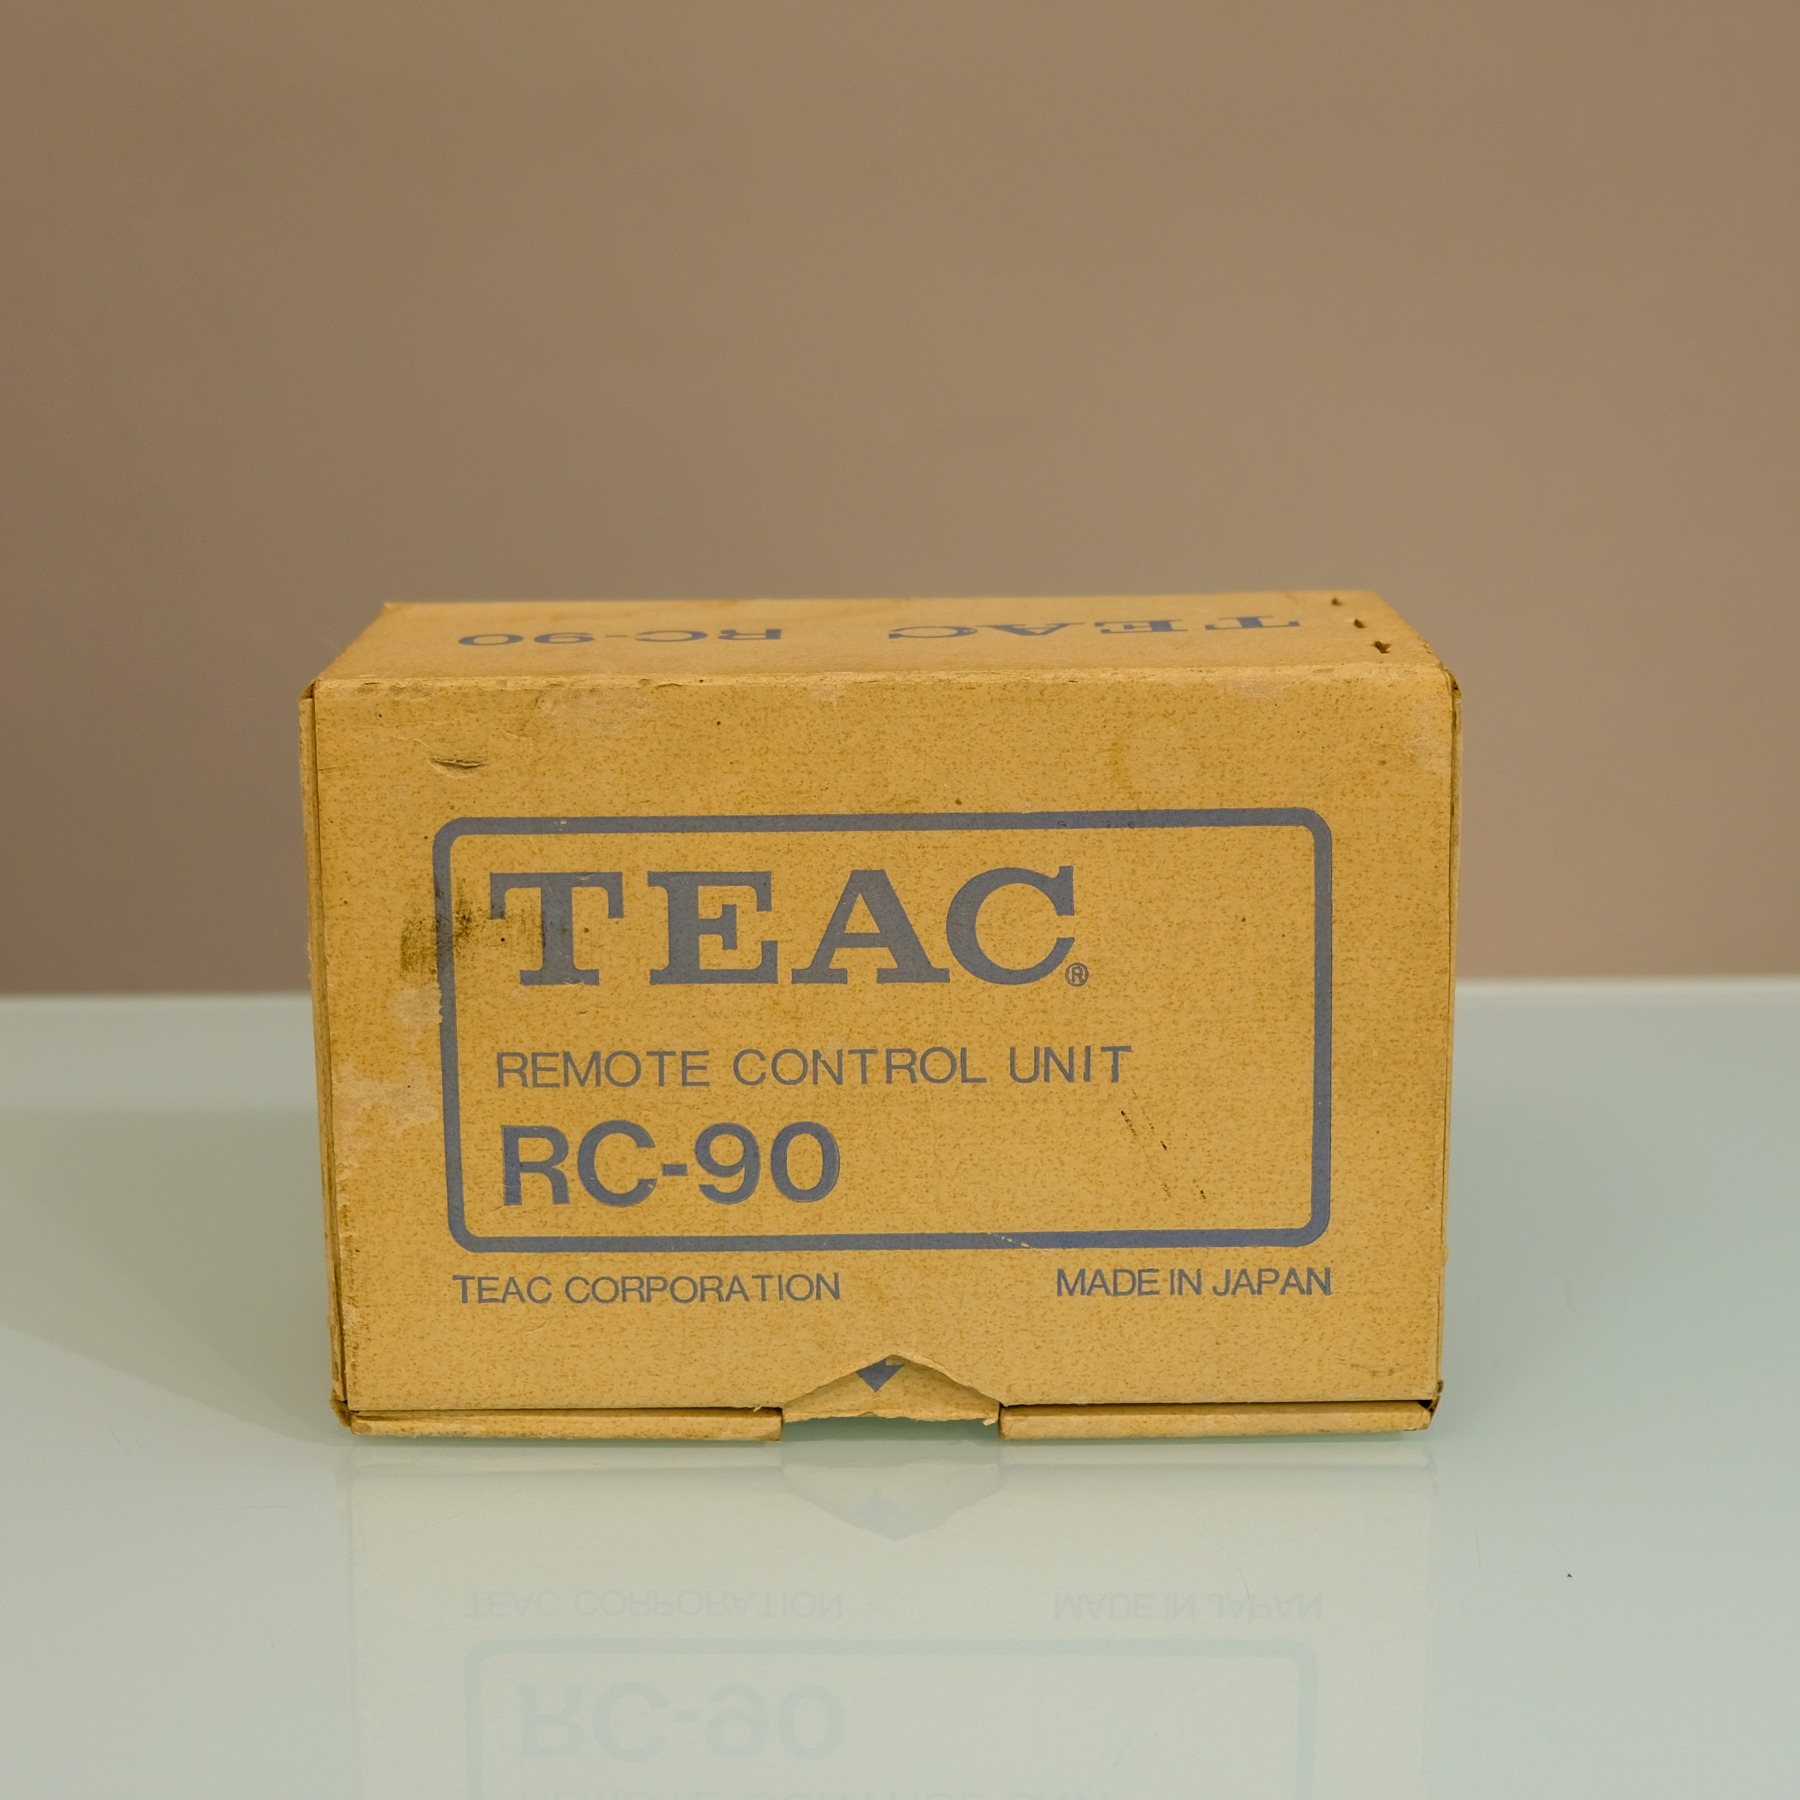 TEAC RC-90
TEAC®
REMOTE CONTROL UNIT
RC-90
TEAC CORPORATION MADE IN JAPAN